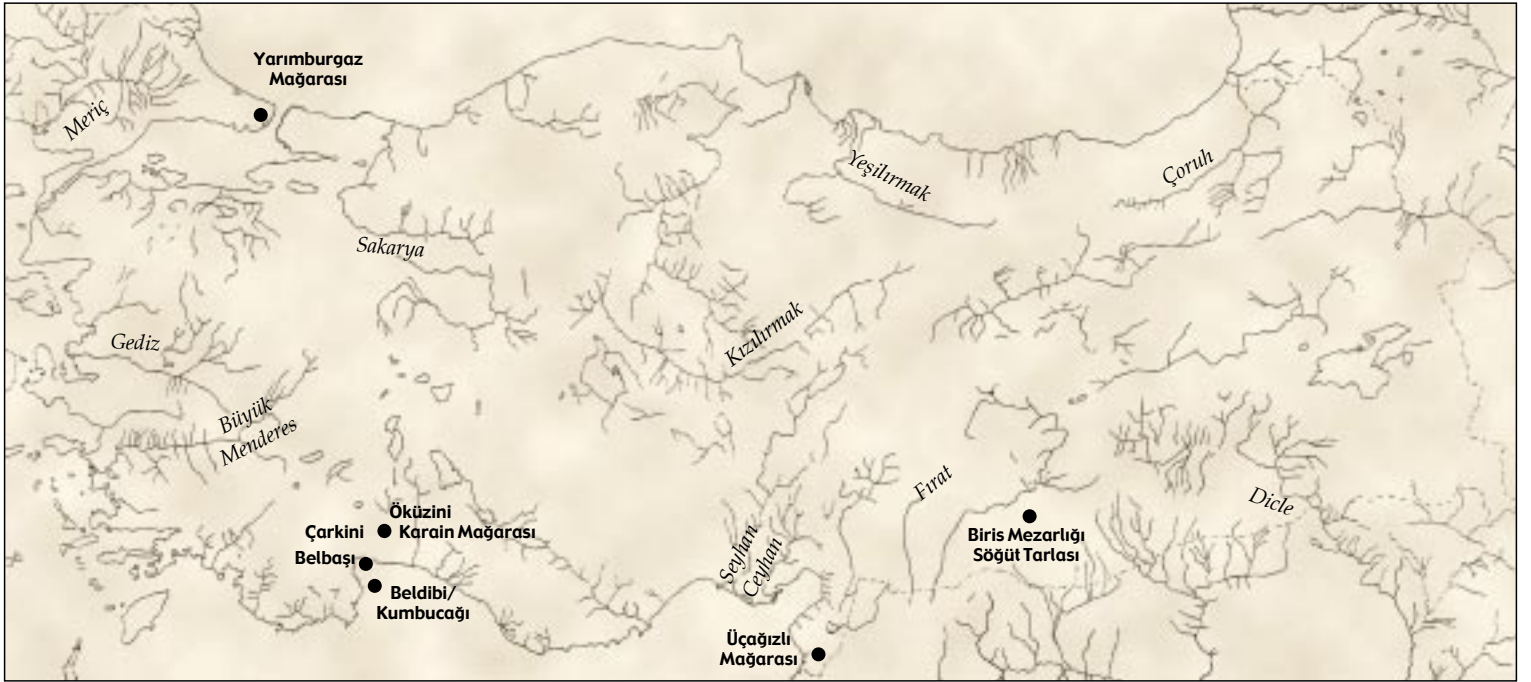 Yarımburgaz
Mağarası
Meriç
Yeşilırmak
Çoruh
Sakarya
Gediz
Kızılırmak
Büyük
Menderes
Fırat
Dicle
Öküzini
Çarkini
Karain Mağarası
Belbaşı
Beldibi/
Kumbucağı
Seyhan
Ceyhan
Biris Mezarlığı
Söğüt Tarlası
Üçağızlı
Mağarası